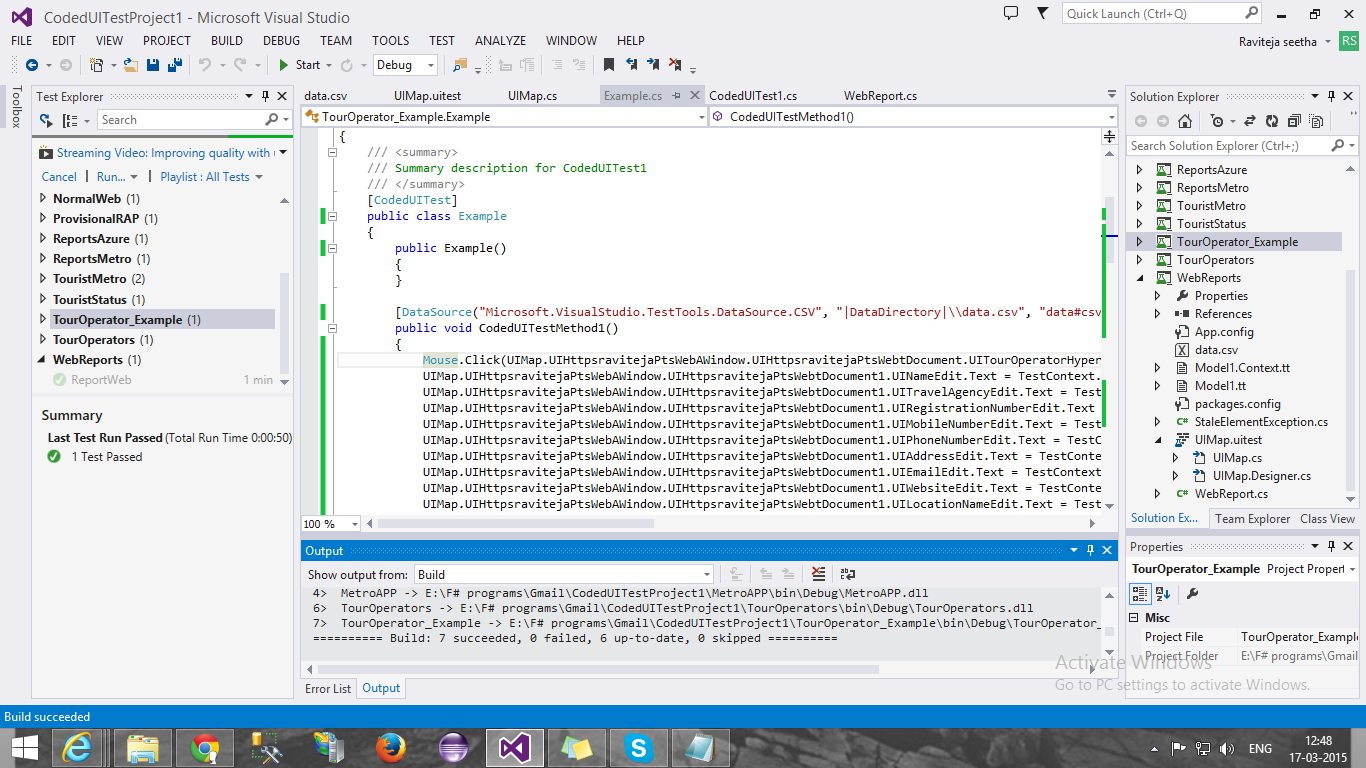 CodedUITestProject1 - Microsoft Visual Studio
Quick Launch (Ctrl+Q)
FILE EDIT VIEW PROJECT BUILD DEBUG TEAM TOOLS TEST ANALYZE WINDOW HELP
Raviteja seetha RS
Start Debug
Toolbox
Test Explorer
Search
Streaming Video: Improving quality with
Cancel | Run... | Playlist : All Tests
NormalWeb (1)
ProvisionalRAP (1)
ReportsAzure (1)
ReportsMetro (1)
TouristMetro (2)
TouristStatus (1)
TourOperator_Example (1)
TourOperators (1)
WebReports (1)
ReportWeb 1 min
Summary
Last Test Run Passed (Total Run Time 0:00:50)
1 Test Passed
data.csv UIMap.uitest UIMap.cs Example.cs CodedUITest1.cs WebReport.cs
TourOperator_Example.Example CodedUITestMethod1()
{
/// <summary>
/// Summary description for CodedUITest1
/// </summary>
[CodedUITest]
public class Example
{
public Example()
{
}
[DataSource("Microsoft.VisualStudio.TestTools.DataSource.CSV", "|DataDirectory|\\data.csv", "data#csv
public void CodedUITestMethod1()
{
Mouse.Click(UIMap.UIHttpsravitejaPtsWebAWindow.UIHttpsravitejaPtsWebtDocument.UITourOperatorHyper
UIMap.UIHttpsravitejaPtsWebAWindow.UIHttpsravitejaPtsWebtDocument1.UINameEdit.Text = TestContext.
UIMap.UIHttpsravitejaPtsWebAWindow.UIHttpsravitejaPtsWebtDocument1.UITravelAgencyEdit.Text = Test
UIMap.UIHttpsravitejaPtsWebAWindow.UIHttpsravitejaPtsWebtDocument1.UIRegistrationNumberEdit.Text
UIMap.UIHttpsravitejaPtsWebAWindow.UIHttpsravitejaPtsWebtDocument1.UIMobileNumberEdit.Text = Test
UIMap.UIHttpsravitejaPtsWebAWindow.UIHttpsravitejaPtsWebtDocument1.UIPhoneNumberEdit.Text = TestC
UIMap.UIHttpsravitejaPtsWebAWindow.UIHttpsravitejaPtsWebtDocument1.UIAddressEdit.Text = TestConte
UIMap.UIHttpsravitejaPtsWebAWindow.UIHttpsravitejaPtsWebtDocument1.UIEmailEdit.Text = TestContext
UIMap.UIHttpsravitejaPtsWebAWindow.UIHttpsravitejaPtsWebtDocument1.UIWebsiteEdit.Text = TestConte
UIMap.UIHttpsravitejaPtsWebAWindow.UIHttpsravitejaPtsWebtDocument1.UILocationNameEdit.Text = Test
100 %
Output
Show output from: Build
4> MetroAPP -> E:\F# programs\Gmail\CodedUITestProject1\MetroAPP\bin\Debug\MetroAPP.dll
6> TourOperators -> E:\F# programs\Gmail\CodedUITestProject1\TourOperators\bin\Debug\TourOperators.dll
7> TourOperator_Example -> E:\F# programs\Gmail\CodedUITestProject1\TourOperator_Example\bin\Debug\TourOperator_
========== Build: 7 succeeded, 0 failed, 6 up-to-date, 0 skipped ==========
Error List Output
Solution Explorer
Search Solution Explorer (Ctrl+;)
ReportsAzure
ReportsMetro
TouristMetro
TouristStatus
TourOperator_Example
TourOperators
WebReports
Properties
References
App.config
data.csv
Model1.Context.tt
Model1.tt
packages.config
StaleElementException.cs
UIMap.uitest
UIMap.cs
UIMap.Designer.cs
WebReport.cs
Solution Ex... Team Explorer Class View
Properties
TourOperator_Example Project Propert
Misc
Project File TourOperator_Exampl
Project Folder E:\F# programs\Gmail
Activate Windows
Go to PC settings to activate Windows.
Build succeeded
ENG
12:48
17-03-2015